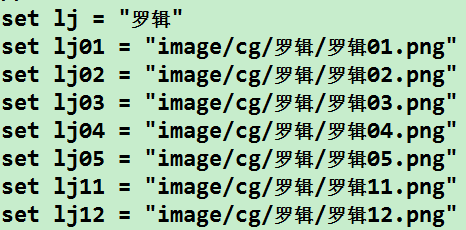 set lj = "罗辑"
set lj01 = "image/cg/罗辑/罗辑01.png"
set lj02 = "image/cg/罗辑/罗辑02.png"
set lj03 = "image/cg/罗辑/罗辑03.png"
set lj04 = "image/cg/罗辑/罗辑04.png"
set lj05 = "image/cg/罗辑/罗辑05.png"
set lj11 = "image/cg/罗辑/罗辑11.png"
set lj12 = "image/cg/罗辑/罗辑12.png"